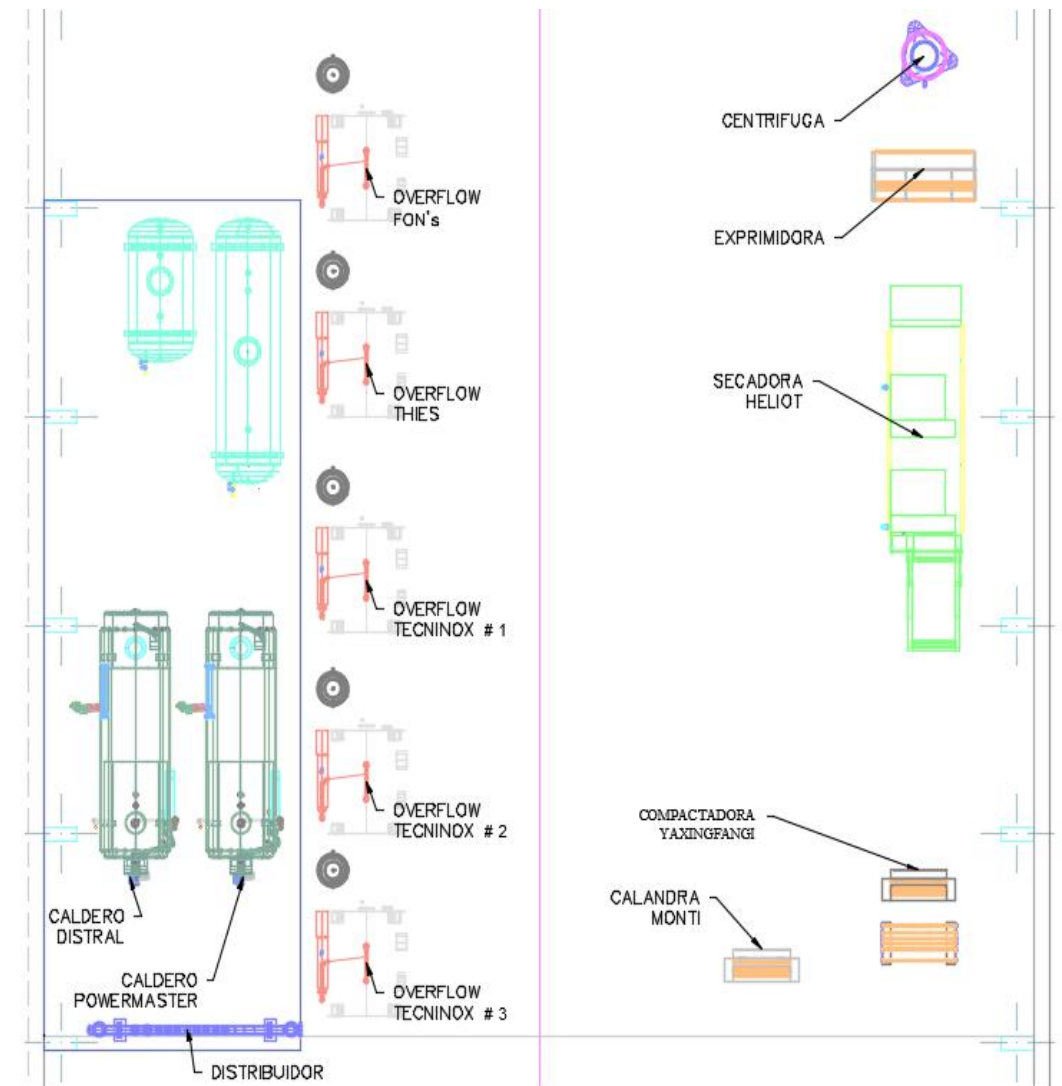 CENTRIFUGA
OVERFLOW
FON's
EXPRIMIDORA
OVERFLOW
THIES
SECADORA
HELIOT
OVERFLOW
TECNINOX # 1
OVERFLOW
TECNINOX # 2
COMPACTADORA
YAXINGFANGI
CALANDRA
MONTI
CALDERO
DISTRAL
CALDERO
POWERMASTER
OVERFLOW
TECNINOX # 3
DISTRIBUIDOR